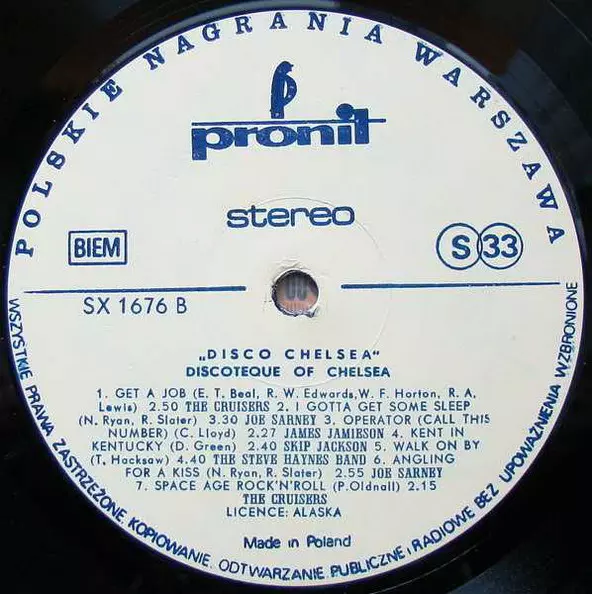 POLSKIE NAGRANIA WARSZAWA
pronit
stereo
BIEM
S 33
SX 1676 B
„DISCO CHELSEA"
DISCOTEQUE OF CHELSEA
1. GET A JOB (E. T. Beal, R. W. Edwards, W. F. Horton, R. A.
Lewis) 2.50 THE CRUISERS 2. I GOTTA GET SOME SLEEP
(N. Ryan, R. Slater) 3.30 JOE SARNEY 3. OPERATOR (CALL THIS
NUMBER) (C. Lloyd) 2.27 JAMES JAMIESON 4. KENT IN
KENTUCKY (D. Green) 2.40 SKIP JACKSON 5. WALK ON BY
(T. Hacksaw) 4.40 THE STEVE HAYNES BAND 6. ANGLING
FOR A KISS (N. Ryan, R. Slater) 2.55 JOE SARNEY
7. SPACE AGE ROCK'N'ROLL (P. Oldnall) 2.15
THE CRUISERS
LICENCE: ALASKA
Made in Poland
WSZYSTKIE PRAWA ZASTRZEŻONE. KOPIOWANIE, ODTWARZANIE PUBLICZNE, I RADIOWE BEZ UPOWAŻNIENIA WZBRONIONE